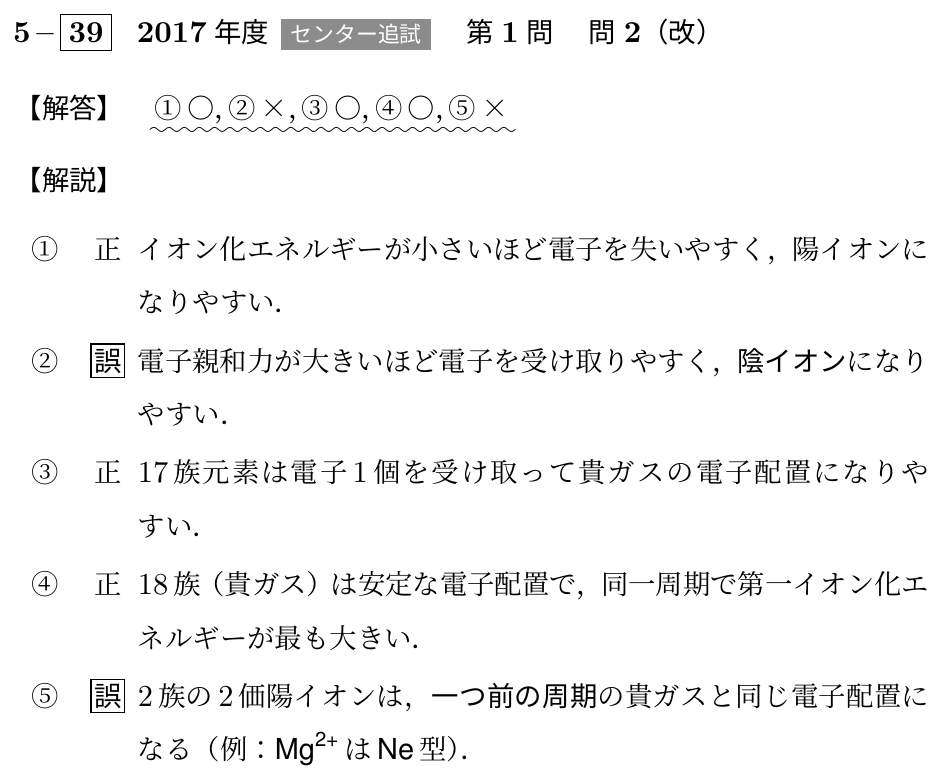 5－39 2017年度 センター追試 第1問 問2（改）
【解答】 ①○，②×，③○，④○，⑤×
【解説】
① 正 イオン化エネルギーが小さいほど電子を失いやすく，陽イオンに
なりやすい．
② 誤 電子親和力が大きいほど電子を受け取りやすく，陰イオンになり
やすい．
③ 正 17族元素は電子1個を受け取って貴ガスの電子配置になりや
すい．
④ 正 18族（貴ガス）は安定な電子配置で，同一周期で第一イオン化エ
ネルギーが最も大きい．
⑤ 誤 2族の2価陽イオンは，一つ前の周期の貴ガスと同じ電子配置に
なる（例：Mg²⁺はNe型）．